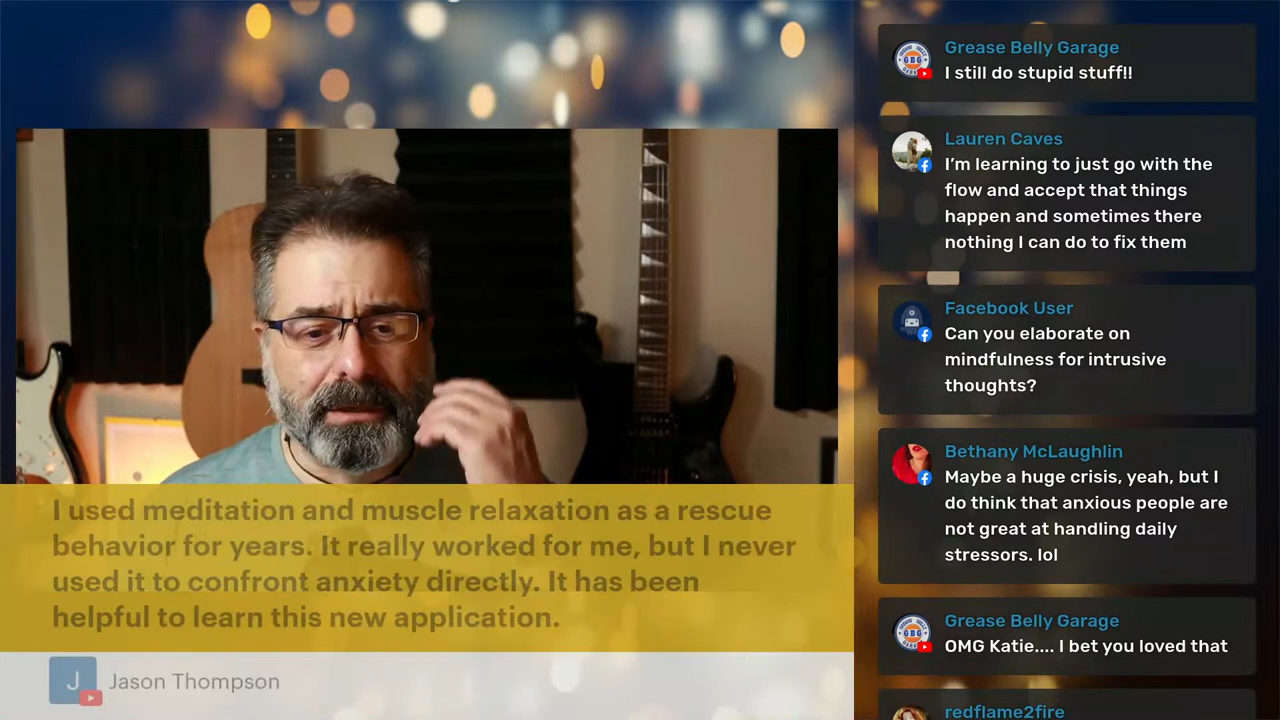 I used meditation and muscle relaxation as a rescue
behavior for years. It really worked for me, but I never
used it to confront anxiety directly. It has been
helpful to learn this new application.
J
Jason Thompson
GBG
Grease Belly Garage
I still do stupid stuff!!
Lauren Caves
I’m learning to just go with the
flow and accept that things
happen and sometimes there
nothing I can do to fix them
Facebook User
Can you elaborate on
mindfulness for intrusive
thoughts?
Bethany McLaughlin
Maybe a huge crisis, yeah, but I
do think that anxious people are
not great at handling daily
stressors. lol
GBG
Grease Belly Garage
OMG Katie.... I bet you loved that
redflame2fire